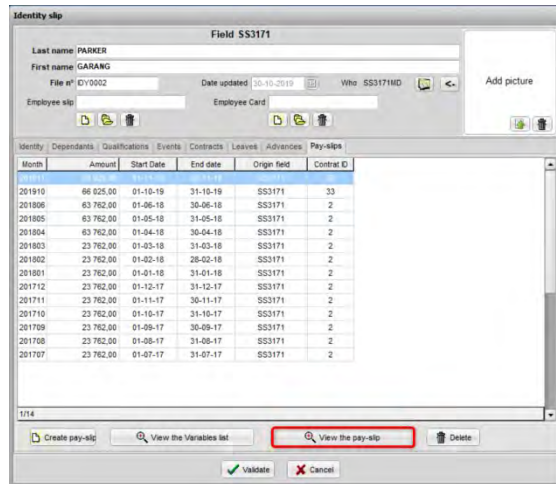 Identity slip
Field SS3171
Last name PARKER
First name GARANG
File n° IDY0002 Date updated 30-10-2019 Who SS3171MD <- Add picture
Employee slip Employee Card
Identity Dependants Qualifications Events Contracts Leaves Advances Pay-slips
Month Amount Start Date End date Origin field Contrat ID
201910 66 025,00 01-10-19 31-10-19 SS3171 33
201806 63 762,00 01-06-18 30-06-18 SS3171 2
201805 63 762,00 01-05-18 31-05-18 SS3171 2
201804 63 762,00 01-04-18 30-04-18 SS3171 2
201803 23 762,00 01-03-18 31-03-18 SS3171 2
201802 23 762,00 01-02-18 28-02-18 SS3171 2
201801 23 762,00 01-01-18 31-01-18 SS3171 2
201712 23 762,00 01-12-17 31-12-17 SS3171 2
201711 23 762,00 01-11-17 30-11-17 SS3171 2
201710 23 762,00 01-10-17 31-10-17 SS3171 2
201709 23 762,00 01-09-17 30-09-17 SS3171 2
201708 23 762,00 01-08-17 31-08-17 SS3171 2
201707 23 762,00 01-07-17 31-07-17 SS3171 2
1/14
Create pay-slip View the Variables list View the pay-slip Delete
Validate Cancel